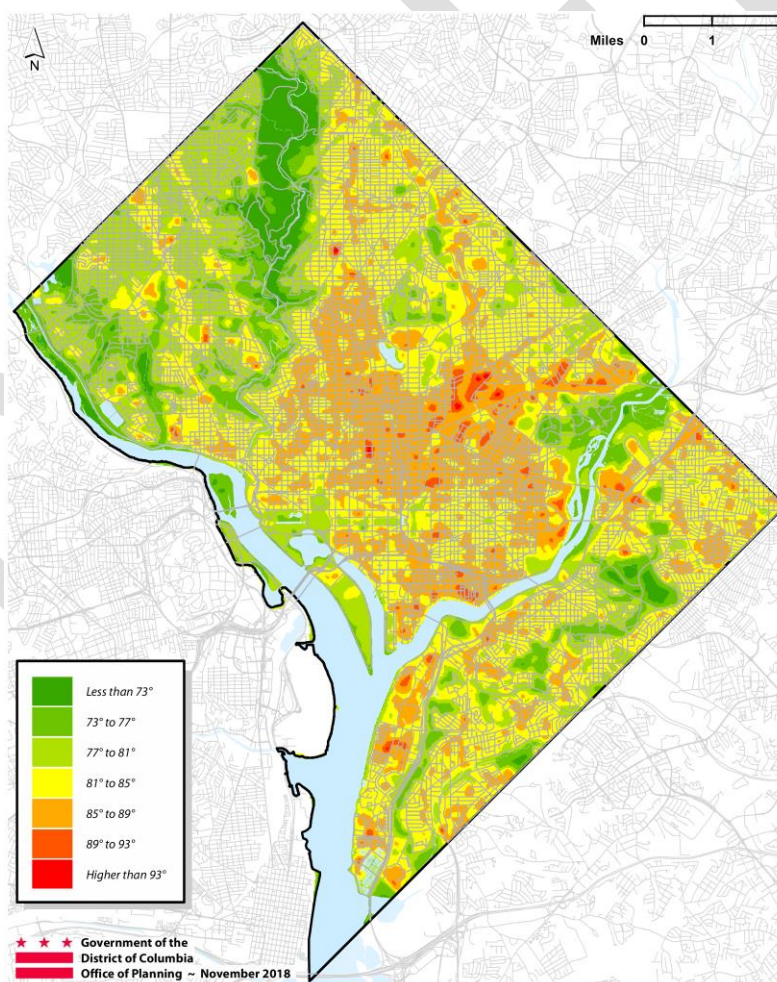 Miles 0 1
N
Less than 73°
73° to 77°
77° to 81°
81° to 85°
85° to 89°
89° to 93°
Higher than 93°
Government of the
District of Columbia
Office of Planning ~ November 2018